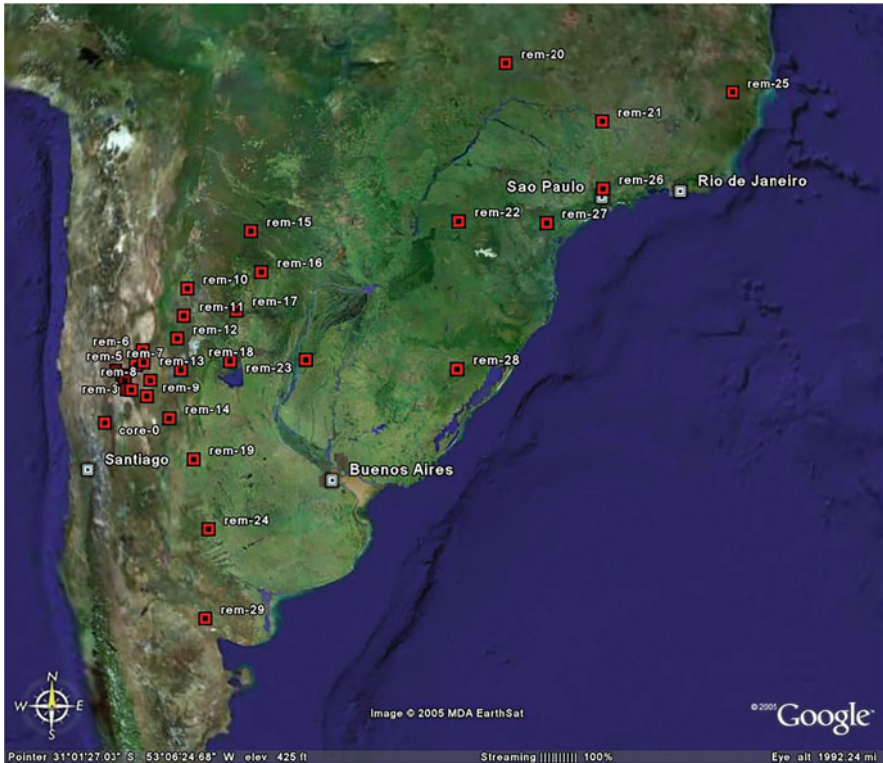 rem-20
rem-25
rem-21
Sao Paulo
rem-26
Rio de Janeiro
rem-22
rem-27
rem-15
rem-16
rem-10
rem-17
rem-11
rem-12
rem-6
rem-7
rem-18
rem-5
rem-13
rem-23
rem-28
rem-8
rem-3
rem-9
rem-14
core-0
Santiago
rem-19
Buenos Aires
rem-24
rem-29
N
W E
S
Image © 2005 MDA EarthSat
© 2005 Google
Pointer 31°01'27.03" S 53°06'24.68" W elev 425 ft Streaming |||||||||| 100% Eye alt 1992.24 mi